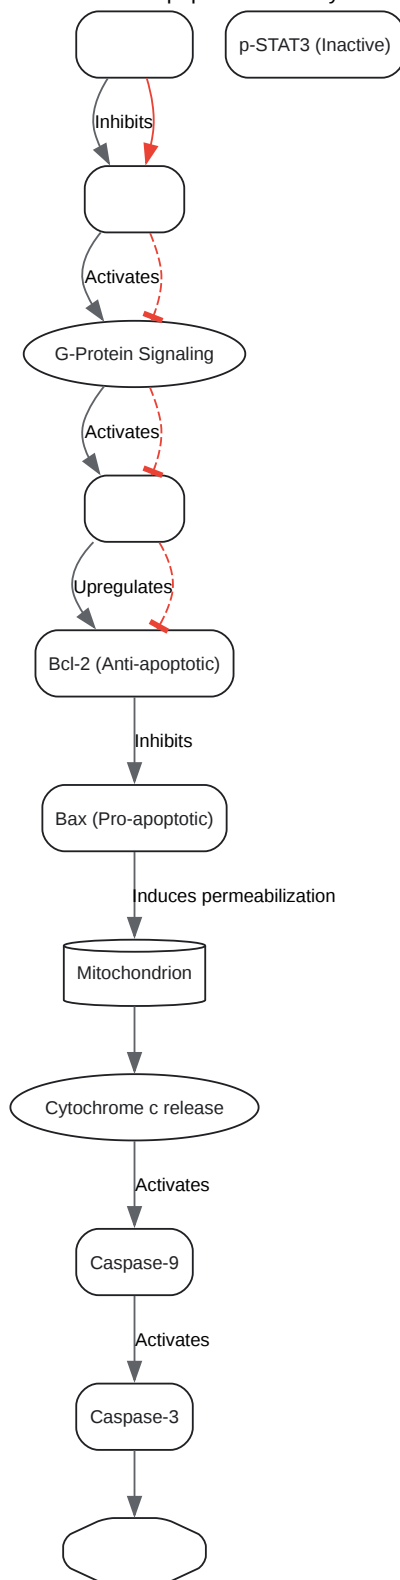 p-STAT3 (Inactive)
Inhibits
Activates
G-Protein Signaling
Activates
Upregulates
Bcl-2 (Anti-apoptotic)
Inhibits
Bax (Pro-apoptotic)
Induces permeabilization
Mitochondrion
Cytochrome c release
Activates
Caspase-9
Activates
Caspase-3